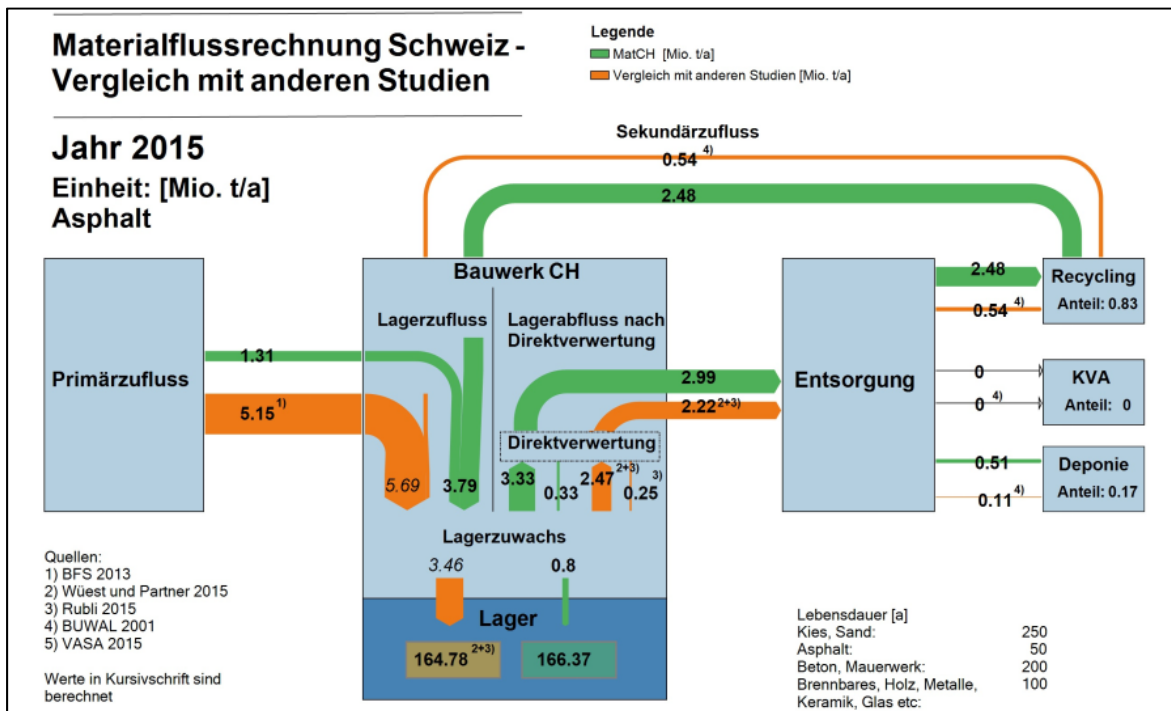 Materialflussrechnung Schweiz -
Vergleich mit anderen Studien
Legende
MatCH [Mio. t/a]
Vergleich mit anderen Studien [Mio. t/a]
Jahr 2015
Einheit: [Mio. t/a]
Asphalt
Sekundärzufluss
0.54 4)
2.48
Bauwerk CH
Lagerzufluss
Lagerabfluss nach
Direktverwertung
Primärzufluss
1.31
5.15 1)
5.69
3.79
2.99
2.22 2+3)
Direktverwertung
3.33
0.33
2.47 2+3)
0.25 3)
Entsorgung
2.48
0.54 4)
Recycling
Anteil: 0.83
0
0 4)
KVA
Anteil: 0
0.51
0.11 4)
Deponie
Anteil: 0.17
Lagerzuwachs
3.46
0.8
Lager
164.78 2+3)
166.37
Quellen:
1) BFS 2013
2) Wüest und Partner 2015
3) Rubli 2015
4) BUWAL 2001
5) VASA 2015
Werte in Kursivschrift sind
berechnet
Lebensdauer [a]
Kies, Sand: 250
Asphalt: 50
Beton, Mauerwerk: 200
Brennbares, Holz, Metalle, 100
Keramik, Glas etc: